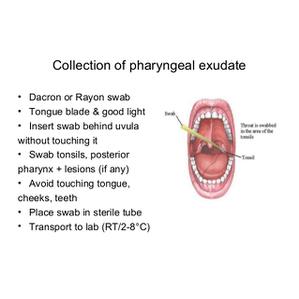 Collection of pharyngeal exudate
• Dacron or Rayon swab
• Tongue blade & good light
• Insert swab behind uvula
without touching it
• Swab tonsils, posterior
pharynx + lesions (if any)
• Avoid touching tongue,
cheeks, teeth
• Place swab in sterile tube
• Transport to lab (RT/2-8°C)
Swab
Throat is swabbed
in the area of the
tonsils
Tonsil